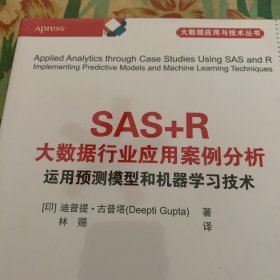 Apress®
大数据应用与技术丛书
Applied Analytics through Case Studies Using SAS and R
Implementing Predictive Models and Machine Learning Techniques
SAS+R
大数据行业应用案例分析
运用预测模型和机器学习技术
[印] 迪普提·古普塔(Deepti Gupta) 著
林 赐 译